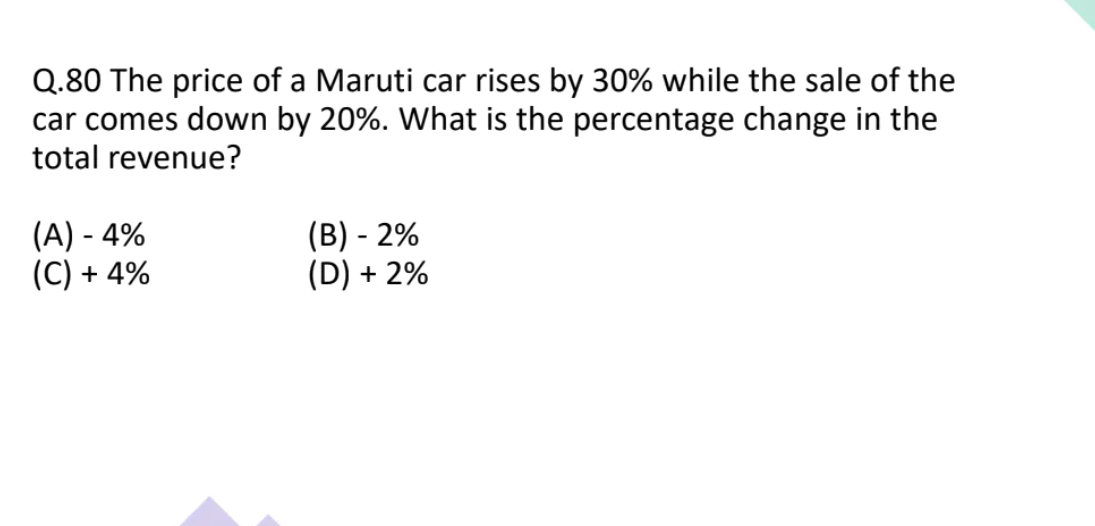 Q.80 The price of a Maruti car rises by 30% while the sale of the
car comes down by 20%. What is the percentage change in the
total revenue?
(A) - 4% (B) - 2%
(C) + 4% (D) + 2%